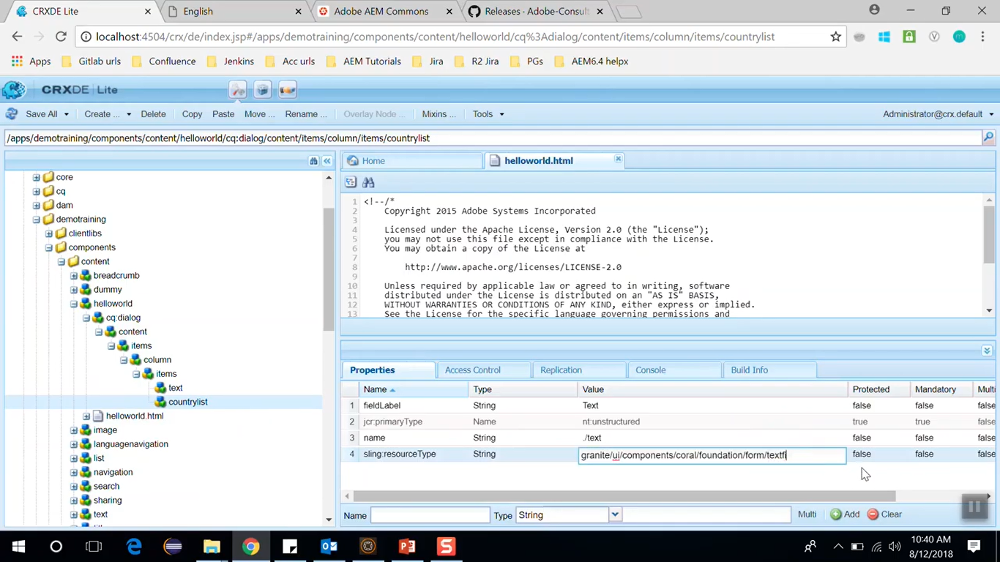 CRXDE Lite
English
Adobe AEM Commons
Releases · Adobe-Consult
localhost:4504/crx/de/index.jsp#/apps/demotraining/components/content/helloworld/cq%3Adialog/content/items/column/items/countrylist
Apps Gitlab urls Confluence Jenkins Acc urls AEM Tutorials Jira R2 Jira PGs AEM6.4 helpx
CRXDE | Lite
Save All Create ... Delete Copy Paste Move ... Rename ... Overlay Node ... Mixins ... Tools Administrator@crx.default
/apps/demotraining/components/content/helloworld/cq:dialog/content/items/column/items/countrylist
core
cq
dam
demotraining
clientlibs
components
content
breadcrumb
dummy
helloworld
cq:dialog
content
items
column
items
text
countrylist
helloworld.html
image
languagenavigation
list
navigation
search
sharing
text
Home helloworld.html
1 <!--/*
2 Copyright 2015 Adobe Systems Incorporated
3
4 Licensed under the Apache License, Version 2.0 (the "License");
5 you may not use this file except in compliance with the License.
6 You may obtain a copy of the License at
7
8 http://www.apache.org/licenses/LICENSE-2.0
9
10 Unless required by applicable law or agreed to in writing, software
11 distributed under the License is distributed on an "AS IS" BASIS,
12 WITHOUT WARRANTIES OR CONDITIONS OF ANY KIND, either express or implied.
13 See the License for the specific language governing permissions and
Properties Access Control Replication Console Build Info
Name Type Value Protected Mandatory Multi
1 fieldLabel String Text false false false
2 jcr:primaryType Name nt:unstructured true true false
3 name String ./text false false false
4 sling:resourceType String granite/ui/components/coral/foundation/form/textfi false false false
Name Type String Multi Add Clear
10:40 AM
8/12/2018